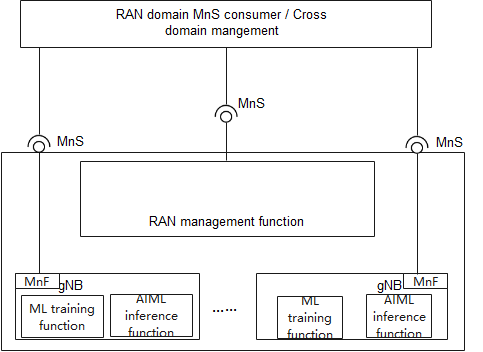 RAN domain MnS consumer / Cross
domain mangement
MnS
MnS
MnS
RAN management function
MnF
gNB
ML training
function
AIML
inference
function
……
gNB
MnF
ML
training
function
AIML
inference
function